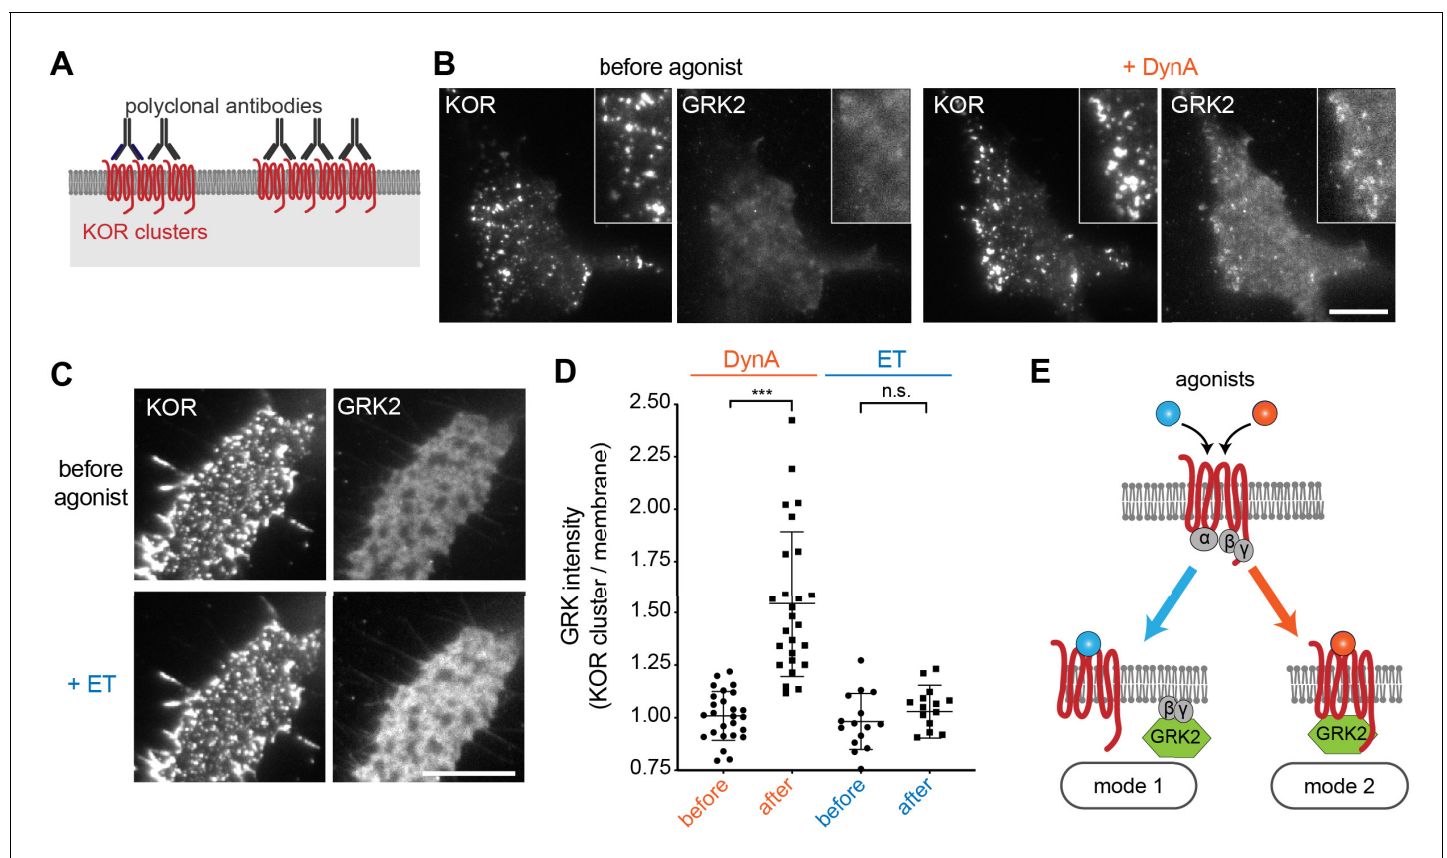 A
polyclonal antibodies
KOR clusters
B
before agonist
+ DynA
KOR
GRK2
KOR
GRK2
C
KOR
GRK2
before
agonist
+ ET
D
DynA
ET
***
n.s.
GRK intensity
(KOR cluster / membrane)
2.50
2.25
2.00
1.75
1.50
1.25
1.00
0.75
before
after
before
after
E
agonists
α
β
γ
β
γ
GRK2
GRK2
mode 1
mode 2